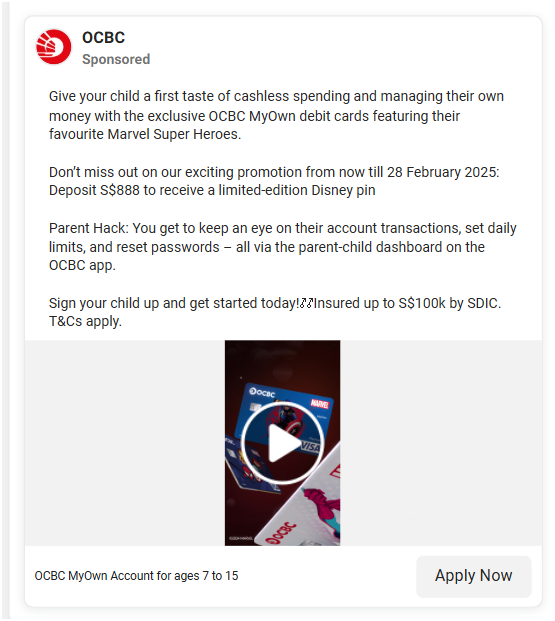 OCBC
Sponsored
Give your child a first taste of cashless spending and managing their own
money with the exclusive OCBC MyOwn debit cards featuring their
favourite Marvel Super Heroes.
Don’t miss out on our exciting promotion from now till 28 February 2025:
Deposit S$888 to receive a limited-edition Disney pin
Parent Hack: You get to keep an eye on their account transactions, set daily
limits, and reset passwords – all via the parent-child dashboard on the
OCBC app.
Sign your child up and get started today!Insured up to S$100k by SDIC.
T&Cs apply.
OCBC
MARVEL
VISA
OCBC
OCBC MyOwn Account for ages 7 to 15
Apply Now